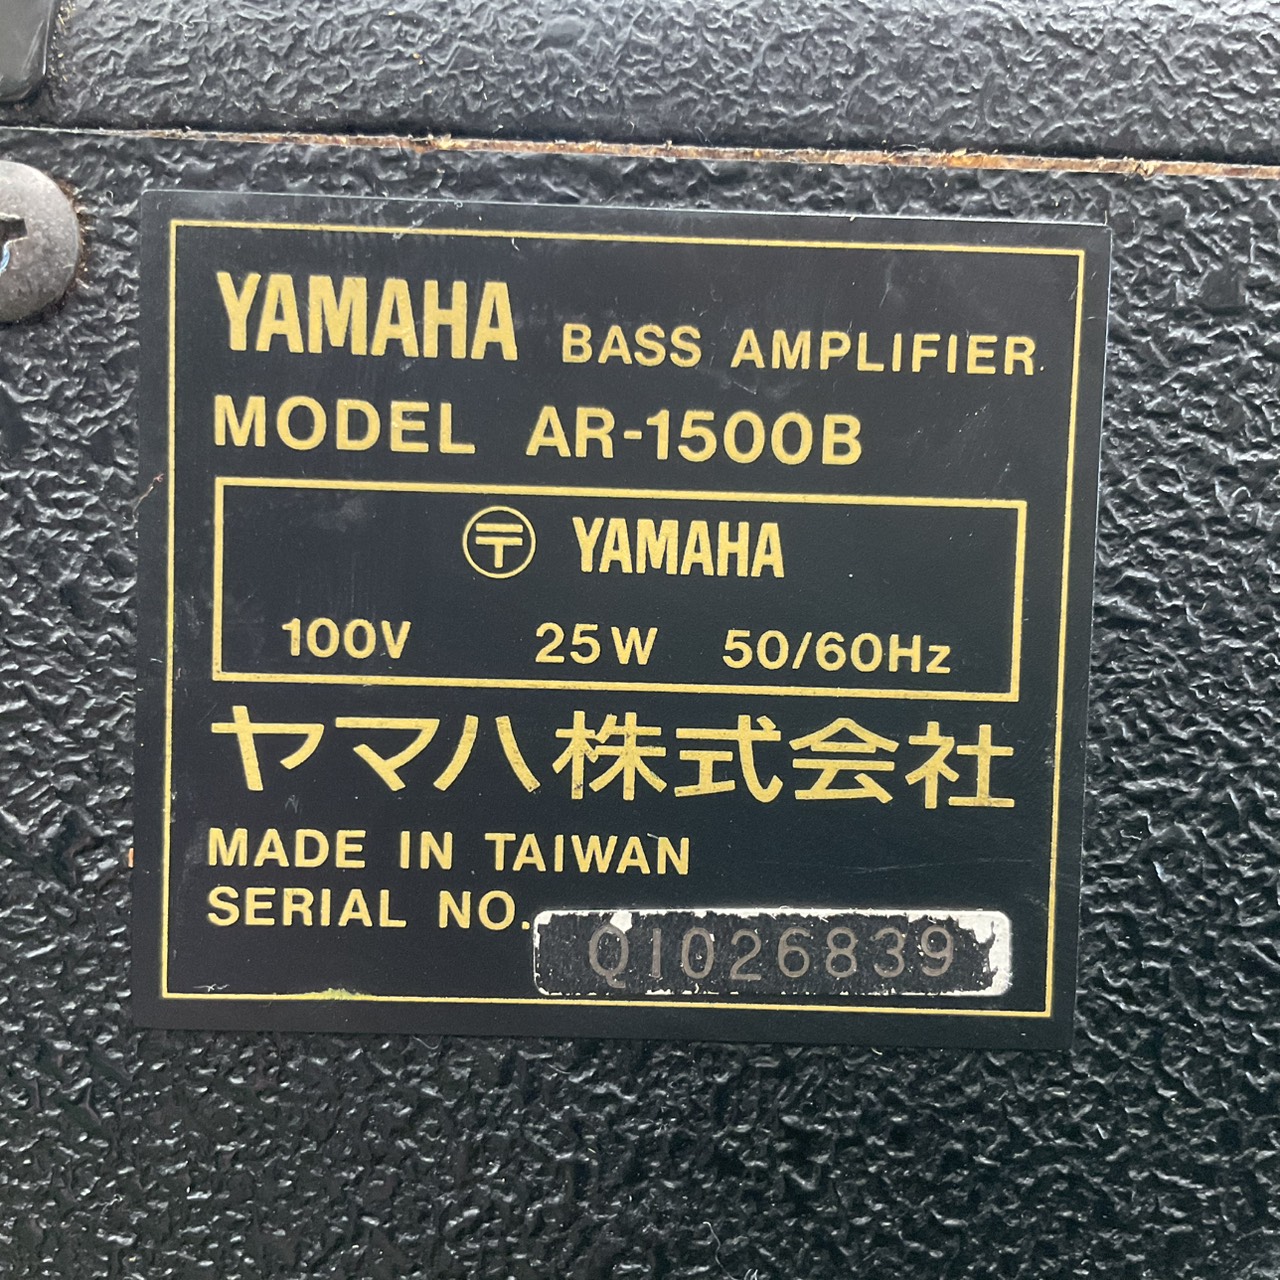 YAMAHA BASS AMPLIFIER
MODEL AR-1500B
〶 YAMAHA
100V 25W 50/60Hz
ヤマハ株式会社
MADE IN TAIWAN
SERIAL NO. QI026839